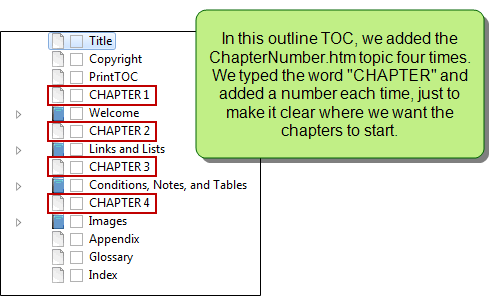 Title
Copyright
PrintTOC
CHAPTER 1
Welcome
CHAPTER 2
Links and Lists
CHAPTER 3
Conditions, Notes, and Tables
CHAPTER 4
Images
Appendix
Glossary
Index
In this outline TOC, we added the
ChapterNumber.htm topic four times.
We typed the word "CHAPTER" and
added a number each time, just to
make it clear where we want the
chapters to start.